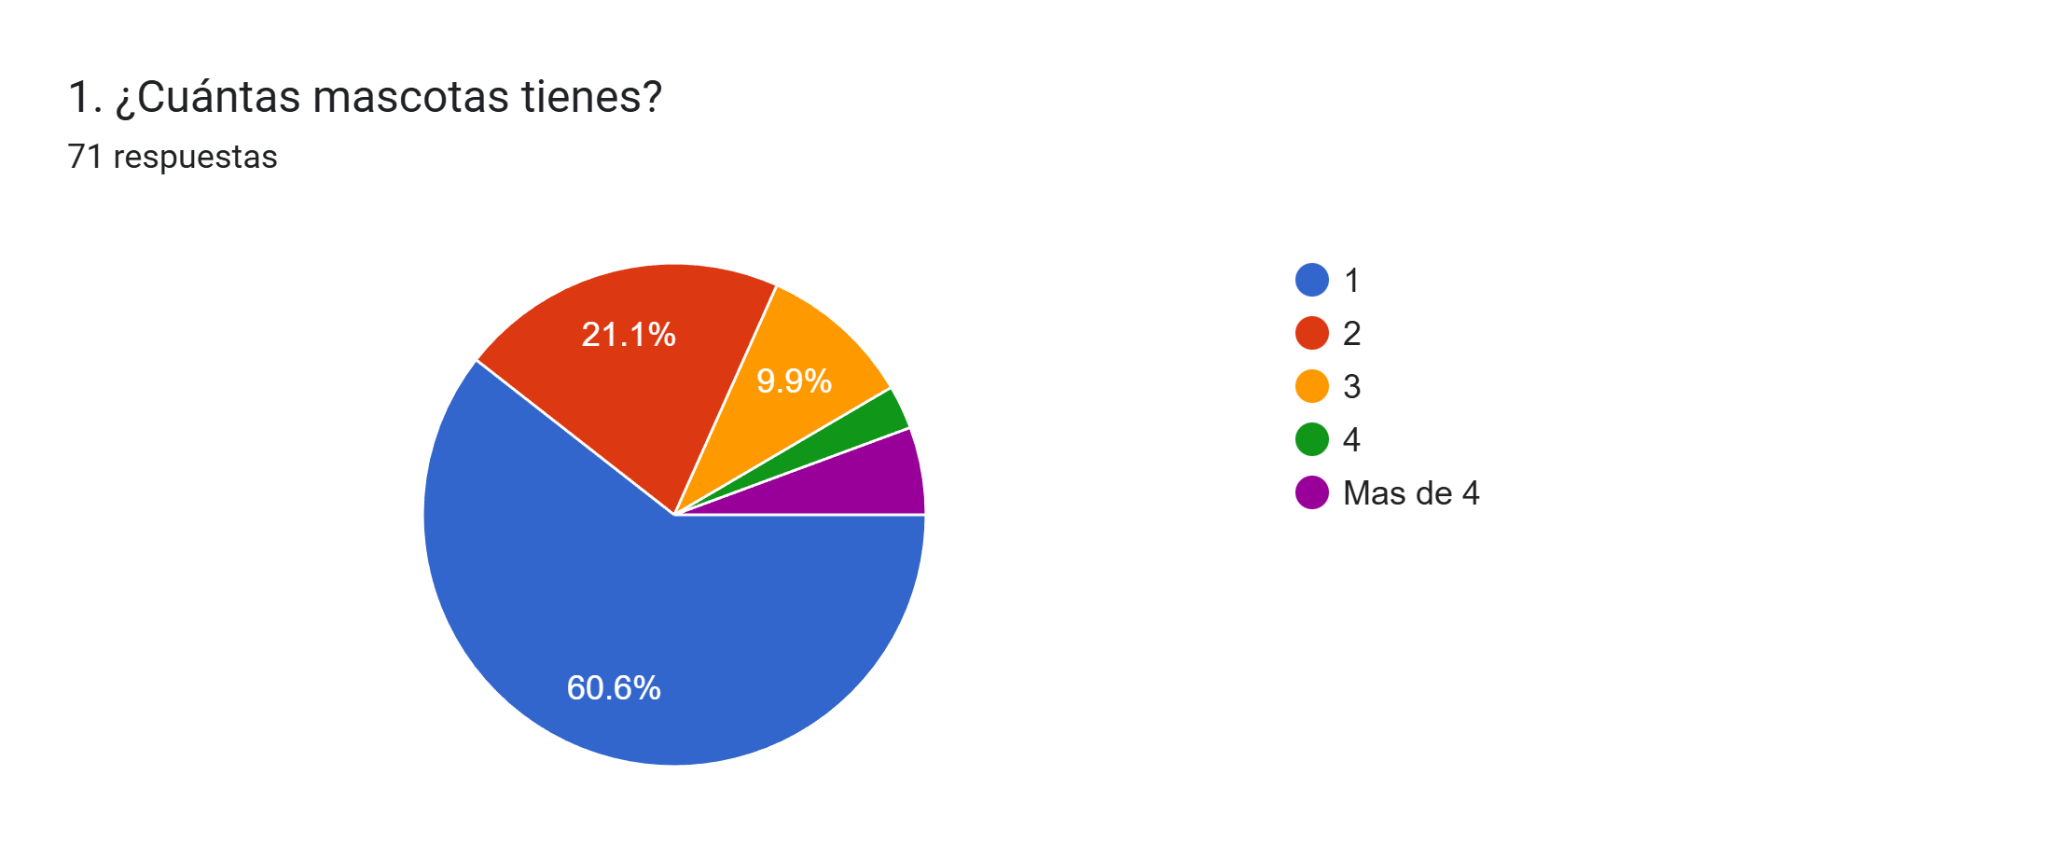 1. ¿Cuántas mascotas tienes?
71 respuestas
21.1%
9.9%
60.6%
1
2
3
4
Mas de 4